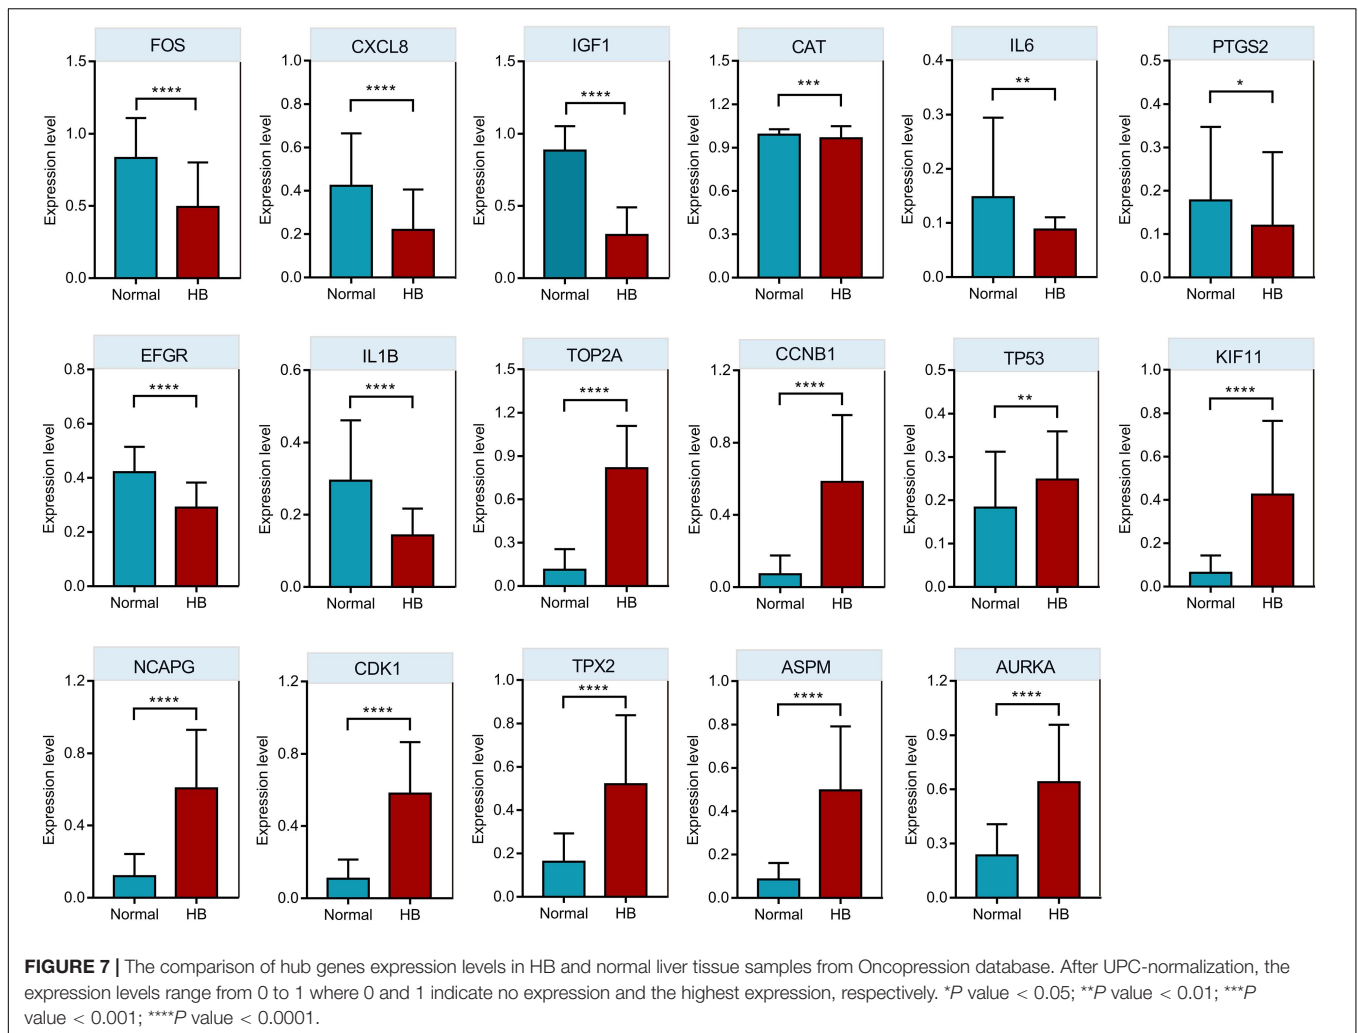 FOS
1.5
1.0
0.5
0.0
Expression level
****
Normal HB
CXCL8
1.0
0.8
0.6
0.4
0.2
0.0
Expression level
****
Normal HB
IGF1
1.5
1.0
0.5
0.0
Expression level
****
Normal HB
CAT
1.5
1.2
0.9
0.6
0.3
0.0
Expression level
***
Normal HB
IL6
0.4
0.3
0.2
0.1
0.0
Expression level
**
Normal HB
PTGS2
0.5
0.4
0.3
0.2
0.1
0.0
Expression level
*
Normal HB
EFGR
0.8
0.6
0.4
0.2
0.0
Expression level
****
Normal HB
IL1B
0.6
0.4
0.2
0.0
Expression level
****
Normal HB
TOP2A
1.5
1.2
0.9
0.6
0.3
0.0
Expression level
****
Normal HB
CCNB1
1.2
0.8
0.4
0.0
Expression level
****
Normal HB
TP53
0.5
0.4
0.3
0.2
0.1
0.0
Expression level
**
Normal HB
KIF11
1.0
0.8
0.6
0.4
0.2
0.0
Expression level
****
Normal HB
NCAPG
1.2
0.8
0.4
0.0
Expression level
****
Normal HB
CDK1
1.2
0.8
0.4
0.0
Expression level
****
Normal HB
TPX2
1.0
0.8
0.6
0.4
0.2
0.0
Expression level
****
Normal HB
ASPM
1.0
0.8
0.6
0.4
0.2
0.0
Expression level
****
Normal HB
AURKA
1.2
0.9
0.6
0.3
0.0
Expression level
****
Normal HB
FIGURE 7 | The comparison of hub genes expression levels in HB and normal liver tissue samples from Oncopression database. After UPC-normalization, the
expression levels range from 0 to 1 where 0 and 1 indicate no expression and the highest expression, respectively. *P value < 0.05; **P value < 0.01; ***P
value < 0.001; ****P value < 0.0001.